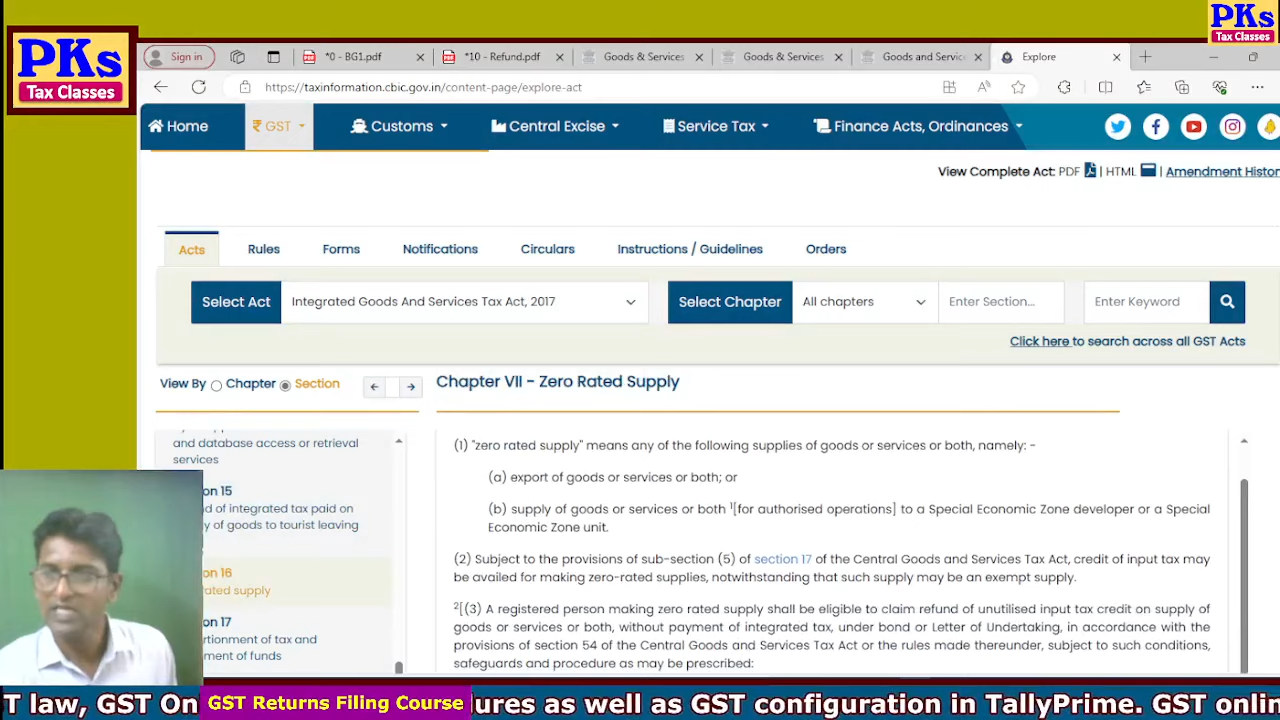 PKs
Tax Classes
PKs
Tax Classes
Sign in
*0 - BG1.pdf
*10 - Refund.pdf
Goods & Services
Goods & Services
Goods and Servic
Explore
https://taxinformation.cbic.gov.in/content-page/explore-act
Home
₹ GST
Customs
Central Excise
Service Tax
Finance Acts, Ordinances
View Complete Act: PDF | HTML | Amendment Histor
Acts
Rules
Forms
Notifications
Circulars
Instructions / Guidelines
Orders
Select Act
Integrated Goods And Services Tax Act, 2017
Select Chapter
All chapters
Enter Section...
Enter Keyword
Click here to search across all GST Acts
View By Chapter Section
and database access or retrieval
services
on 15
d of integrated tax paid on
y of goods to tourist leaving
on 16
rated supply
on 17
rtionment of tax and
ment of funds
Chapter VII - Zero Rated Supply
(1) "zero rated supply" means any of the following supplies of goods or services or both, namely: -
(a) export of goods or services or both; or
(b) supply of goods or services or both ¹[for authorised operations] to a Special Economic Zone developer or a Special
Economic Zone unit.
(2) Subject to the provisions of sub-section (5) of section 17 of the Central Goods and Services Tax Act, credit of input tax may
be availed for making zero-rated supplies, notwithstanding that such supply may be an exempt supply.
²[(3) A registered person making zero rated supply shall be eligible to claim refund of unutilised input tax credit on supply of
goods or services or both, without payment of integrated tax, under bond or Letter of Undertaking, in accordance with the
provisions of section 54 of the Central Goods and Services Tax Act or the rules made thereunder, subject to such conditions,
safeguards and procedure as may be prescribed:
T law, GST On
GST Returns Filing Course
ures as well as GST configuration in TallyPrime. GST onlin